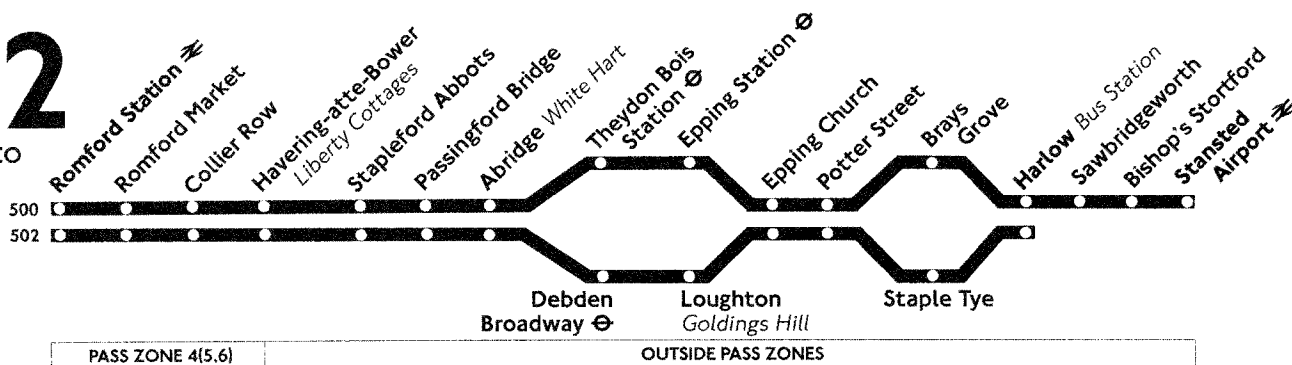 2
to
Romford Station
Romford Market
Collier Row
Havering-atte-Bower
Liberty Cottages
Stapleford Abbots
Passingford Bridge
Abridge White Hart
Theydon Bois
Station
Epping Station
Epping Church
Potter Street
Brays
Grove
Harlow Bus Station
Sawbridgeworth
Bishop's Stortford
Stansted
Airport
500
502
Debden
Broadway
Loughton
Goldings Hill
Staple Tye
PASS ZONE 4(5.6)
OUTSIDE PASS ZONES